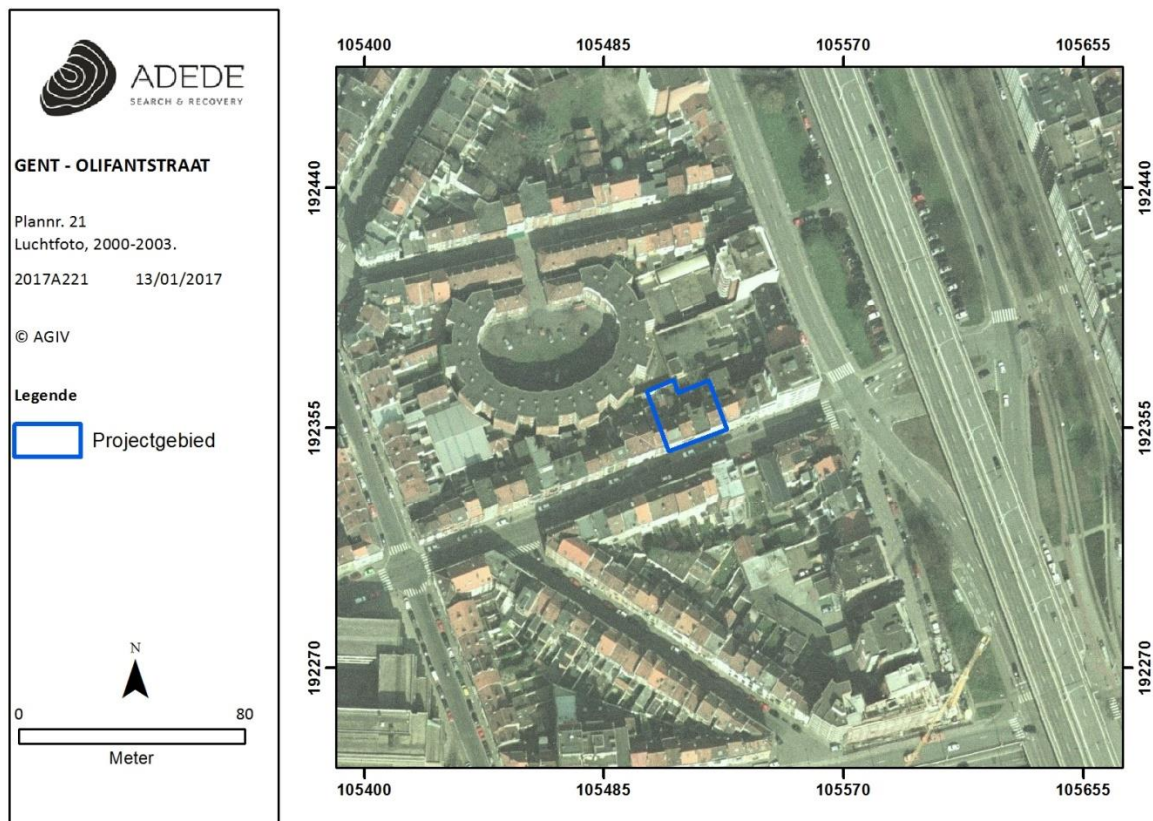 ADEDE
SEARCH & RECOVERY
GENT - OLIFANTSTRAAT
Plannr. 21
Luchtfoto, 2000-2003.
2017A221 13/01/2017
© AGIV
Legende
Projectgebied
N
0 80
Meter
105400 105485 105570 105655
192440 192440
192355 192355
192270 192270
105400 105485 105570 105655